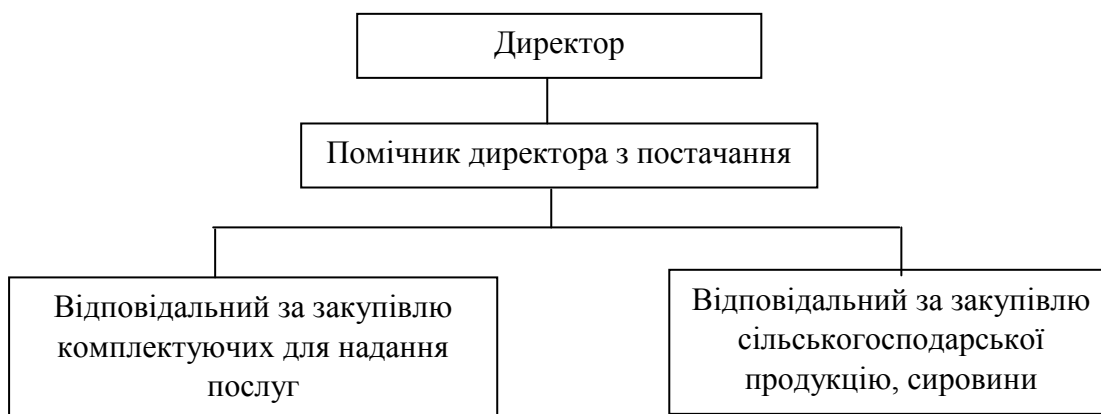 Директор
Помічник директора з постачання
Відповідальний за закупівлю
комплектуючих для надання
послуг
Відповідальний за закупівлю
сільськогосподарської
продукцію, сировини